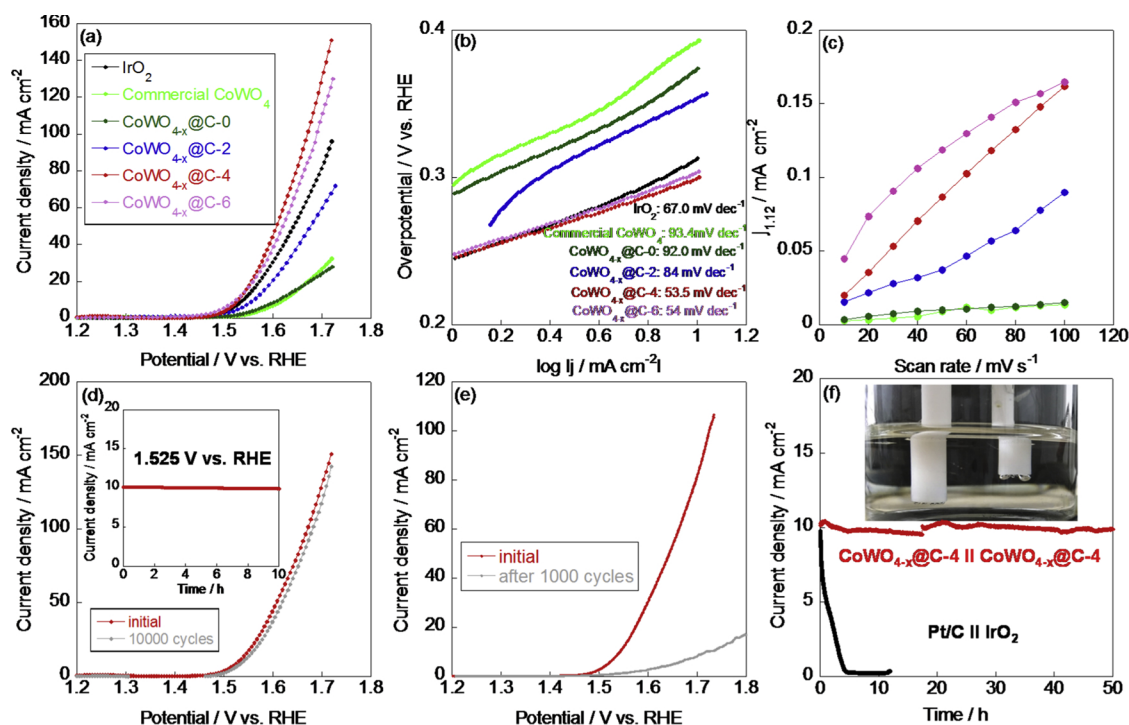 (a)
160
140
120
100
80
60
40
20
0
1.2 1.3 1.4 1.5 1.6 1.7 1.8
Current density / mA cm⁻²
Potential / V vs. RHE
IrO₂
Commercial CoWO₄
CoWO₄₋ₓ@C-0
CoWO₄₋ₓ@C-2
CoWO₄₋ₓ@C-4
CoWO₄₋ₓ@C-6
(b)
0.4
0.3
0.2
0 0.2 0.4 0.6 0.8 1
Overpotential / V vs. RHE
log Ij / mA cm⁻²I
IrO₂: 67.0 mV dec⁻¹
Commercial CoWO₄: 93.4mV dec⁻¹
CoWO₄₋ₓ@C-0: 92.0 mV dec⁻¹
CoWO₄₋ₓ@C-2: 84 mV dec⁻¹
CoWO₄₋ₓ@C-4: 53.5 mV dec⁻¹
CoWO₄₋ₓ@C-6: 54 mV dec⁻¹
(c)
0.2
0.15
0.1
0.05
0
0 20 40 60 80 100 120
j₁.₁₂ / mA cm⁻²
Scan rate / mV s⁻¹
(d)
200
150
100
50
0
1.2 1.3 1.4 1.5 1.6 1.7 1.8
Current density / mA cm⁻²
Potential / V vs. RHE
20
15
10
5
0
0 2 4 6 8 10
Current density / mA cm⁻²
Time / h
1.525 V vs. RHE
initial
10000 cycles
(e)
120
100
80
60
40
20
0
1.2 1.3 1.4 1.5 1.6 1.7 1.8
Current density / mA cm⁻²
Potential / V vs. RHE
initial
after 1000 cycles
(f)
20
15
10
5
0
0 10 20 30 40 50
Current density / mA cm⁻²
Time / h
CoWO₄₋ₓ@C-4 II CoWO₄₋ₓ@C-4
Pt/C II IrO₂